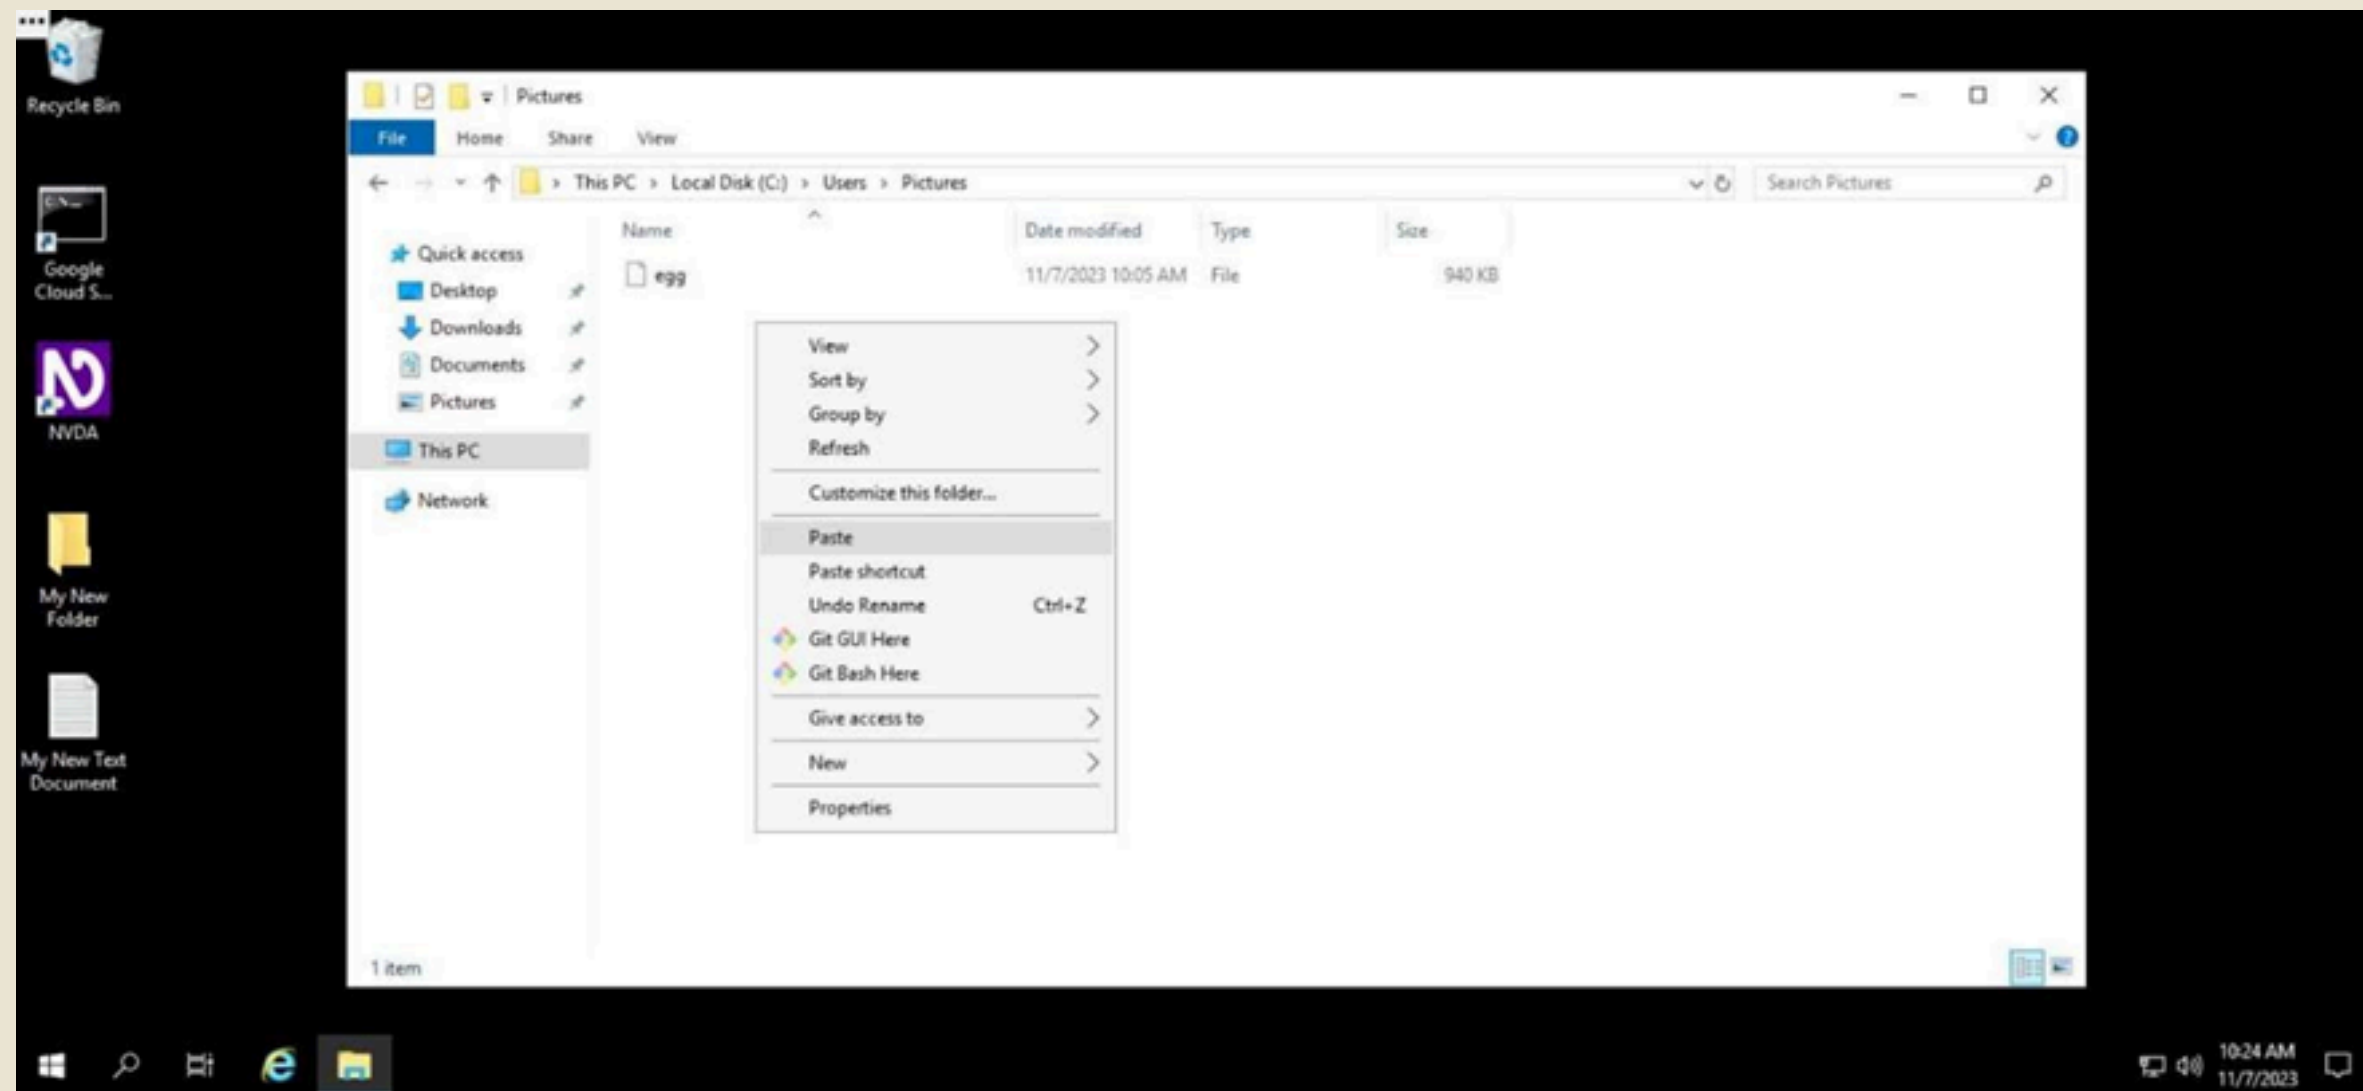 Recycle Bin
Google
Cloud S...
NVDA
My New
Folder
My New Text
Document
Pictures
File Home Share View
This PC > Local Disk (C:) > Users > Pictures
Search Pictures
Name Date modified Type Size
egg 11/7/2023 10:05 AM File 940 KB
Quick access
Desktop
Downloads
Documents
Pictures
This PC
Network
View
Sort by
Group by
Refresh
Customize this folder...
Paste
Paste shortcut
Undo Rename Ctrl+Z
Git GUI Here
Git Bash Here
Give access to
New
Properties
1 item
10:24 AM
11/7/2023